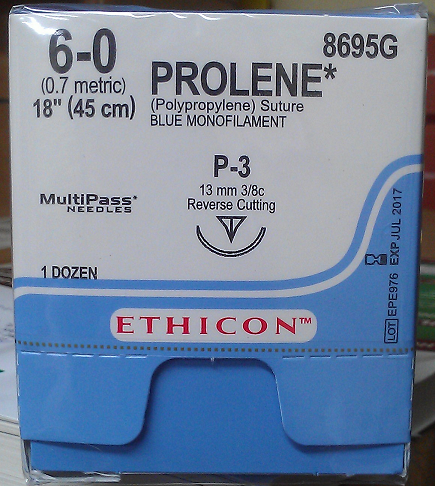 6-0
(0.7 metric)
18" (45 cm)
8695G
PROLENE*
(Polypropylene) Suture
BLUE MONOFILAMENT
P-3
13 mm 3/8c
Reverse Cutting
MultiPass*
NEEDLES
1 DOZEN
LOT EPE976 EXP JUL 2017
ETHICON™